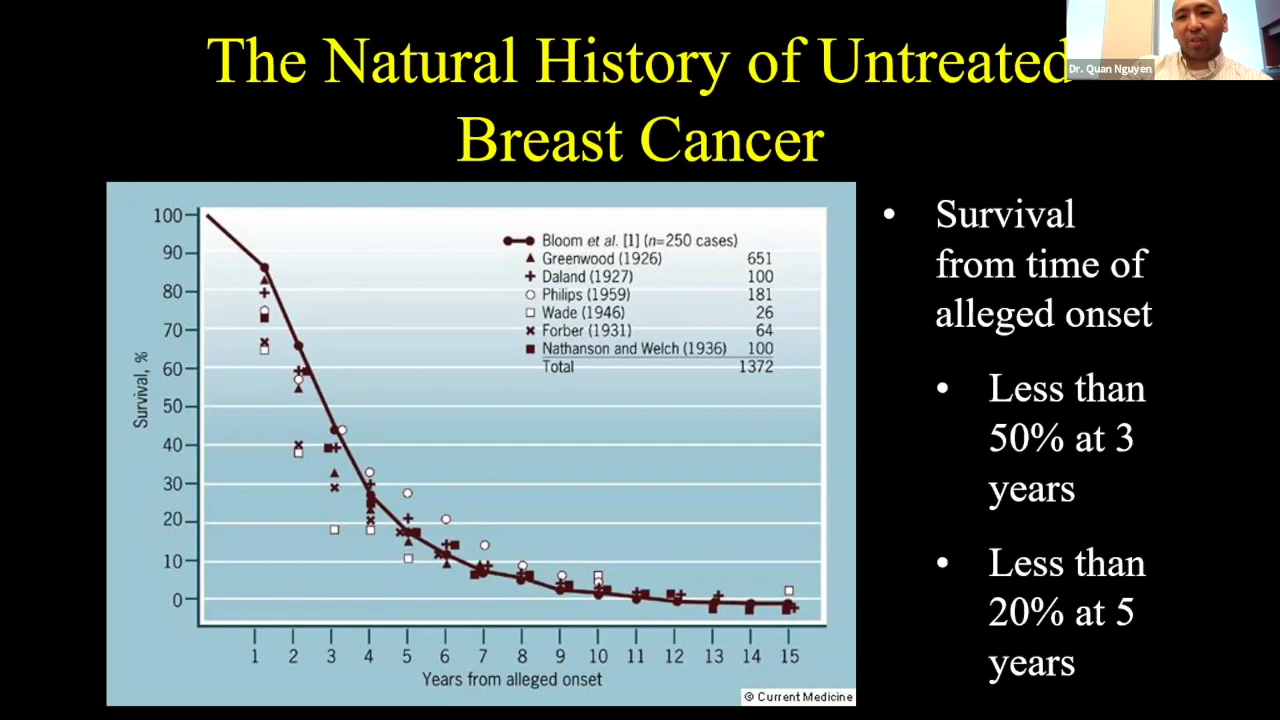 The Natural History of Untreated
Breast Cancer
Dr. Quan Nguyen
100
90
80
70
60
50
40
30
20
10
0
Survival, %
Bloom et al. [1] (n=250 cases)
Greenwood (1926) 651
Daland (1927) 100
Philips (1959) 181
Wade (1946) 26
Forber (1931) 64
Nathanson and Welch (1936) 100
Total 1372
1 2 3 4 5 6 7 8 9 10 11 12 13 14 15
Years from alleged onset
© Current Medicine
• Survival
from time of
alleged onset
• Less than
50% at 3
years
• Less than
20% at 5
years